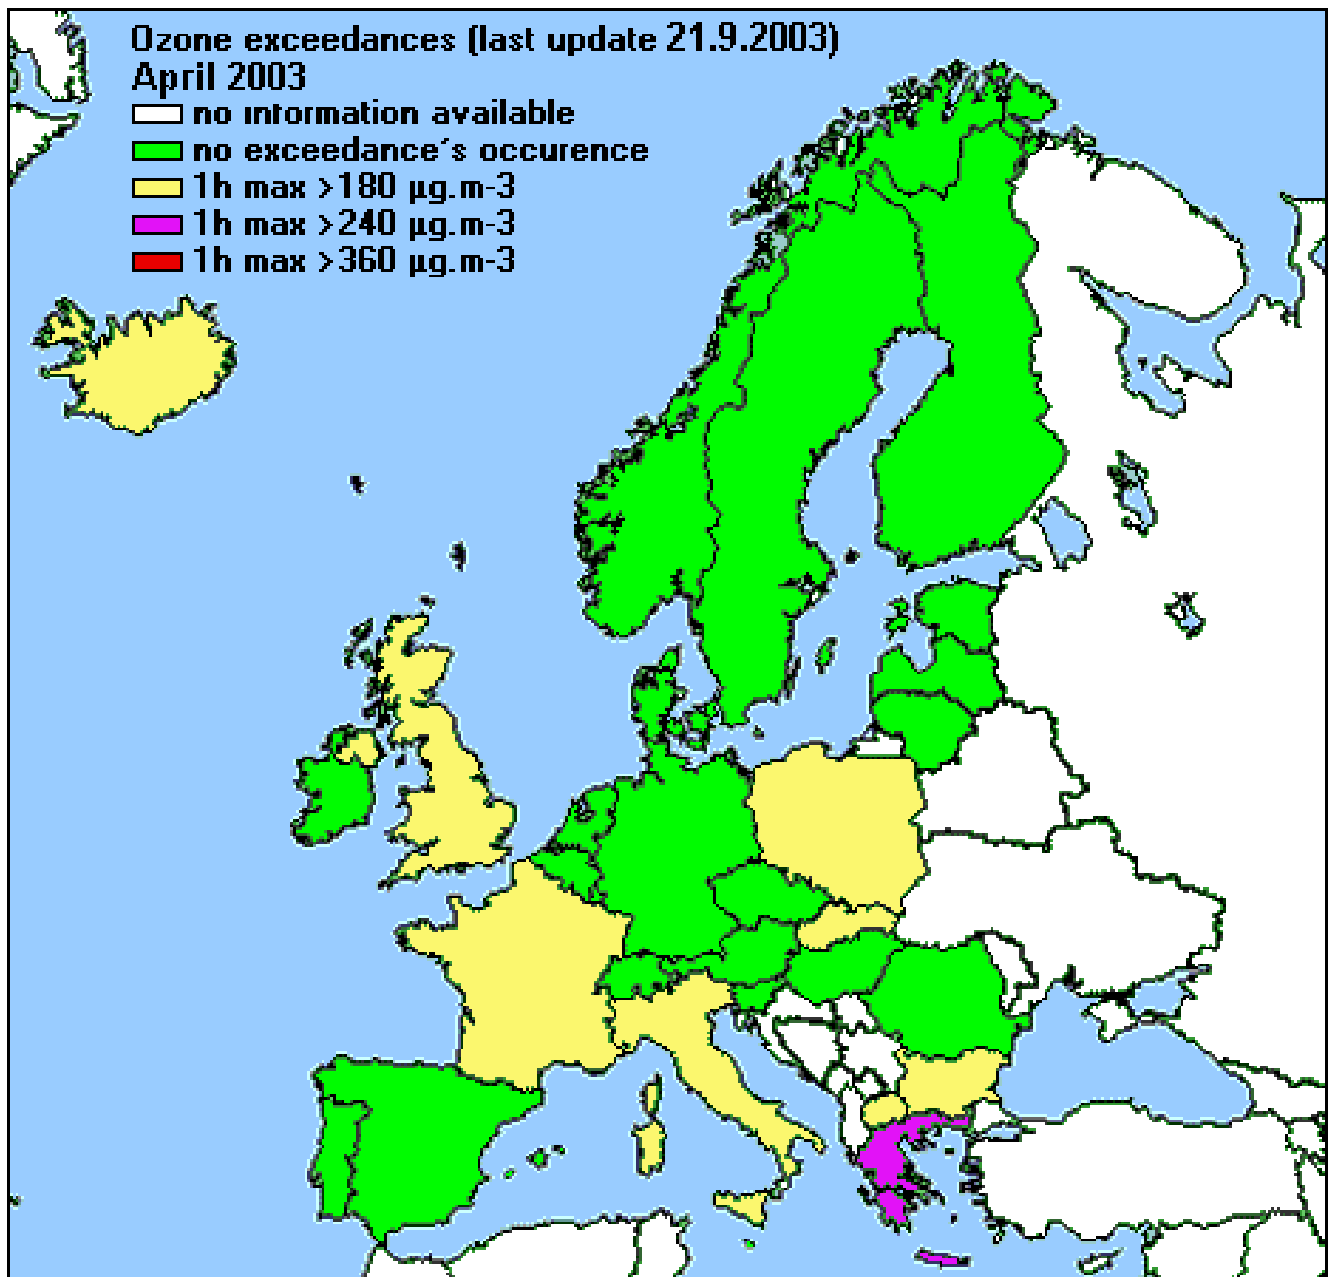 Ozone exceedances (last update 21.9.2003)
April 2003
no information available
no exceedance's occurence
1h max >180 µg.m-3
1h max >240 µg.m-3
1h max >360 µg.m-3